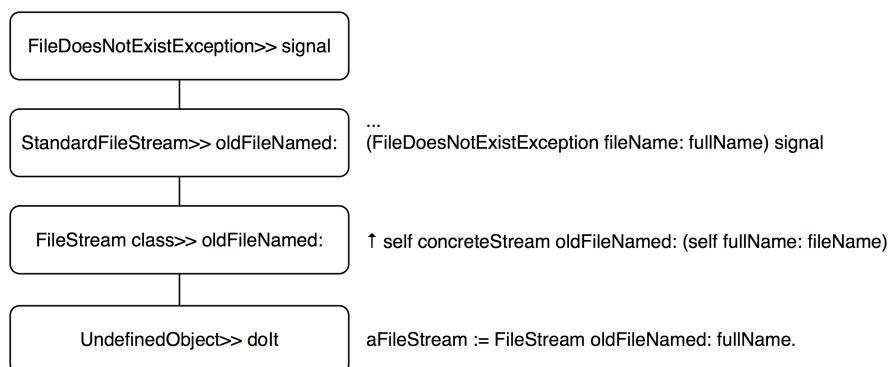 FileDoesNotExistException>> signal
...
StandardFileStream>> oldFileNamed:
(FileDoesNotExistException fileName: fullName) signal
FileStream class>> oldFileNamed:
↑ self concreteStream oldFileNamed: (self fullName: fileName)
UndefinedObject>> doIt
aFileStream := FileStream oldFileNamed: fullName.